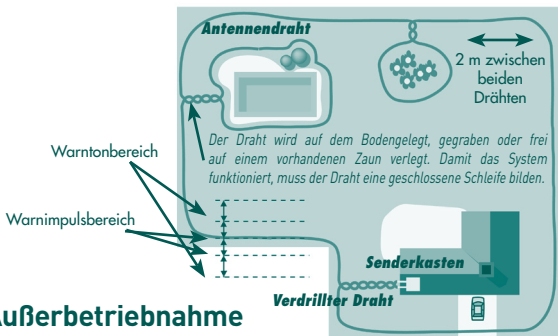 Antennendraht
2 m zwischen
beiden
Drähten
Der Draht wird auf dem Bodengelegt, gegraben oder frei
auf einem vorhandenen Zaun verlegt. Damit das System
funktioniert, muss der Draht eine geschlossene Schleife bilden.
Warntonbereich
Warnimpulsbereich
Senderkasten
Verdrillter Draht
Außerbetriebnahme